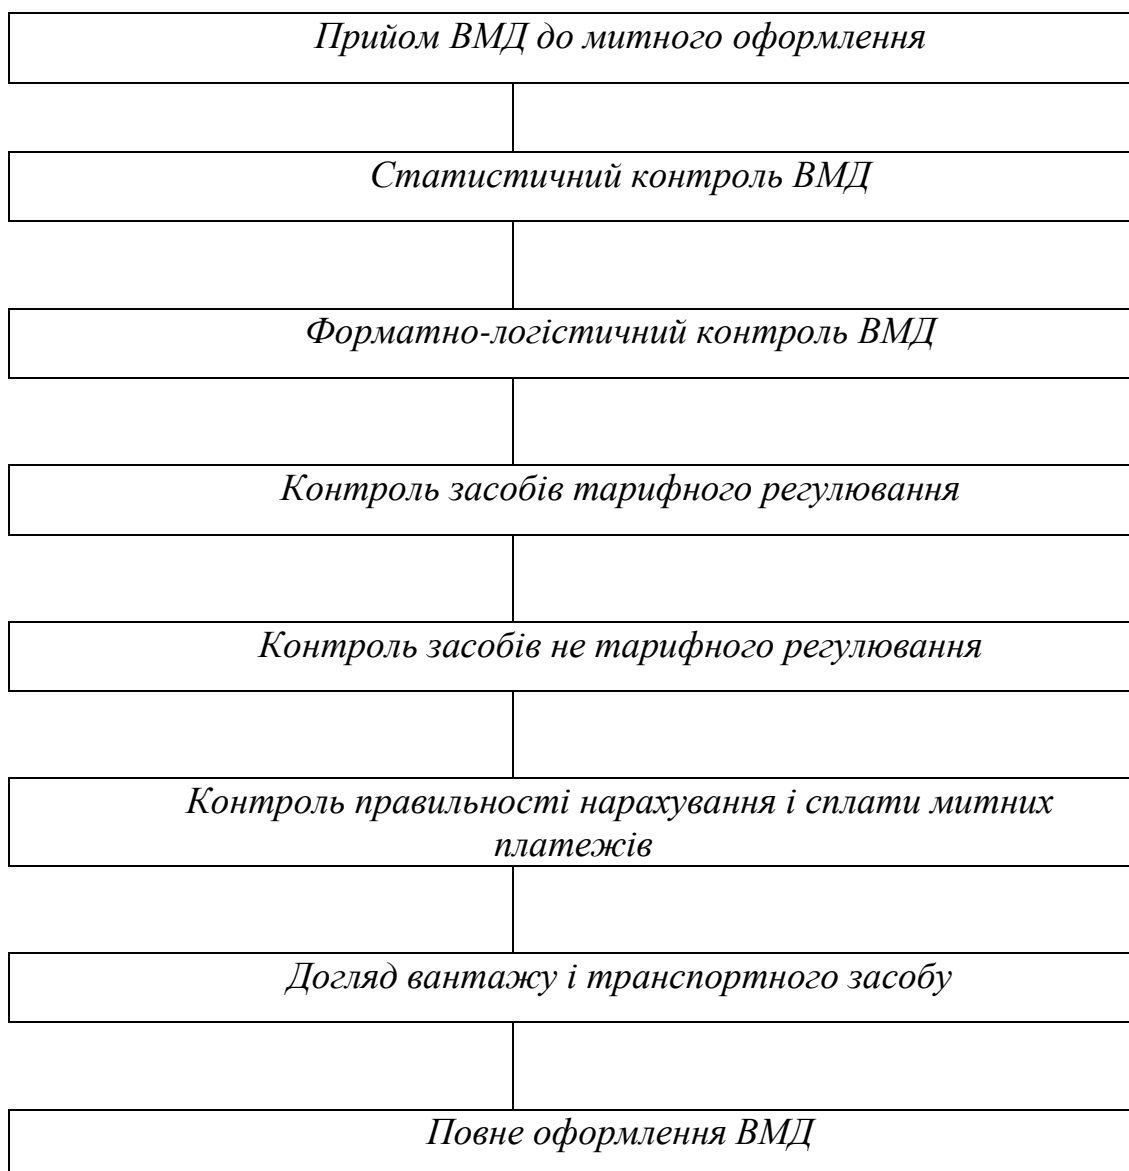 Прийом ВМД до митного оформлення
Статистичний контроль ВМД
Форматно-логістичний контроль ВМД
Контроль засобів тарифного регулювання
Контроль засобів не тарифного регулювання
Контроль правильності нарахування і сплати митних
платежів
Догляд вантажу і транспортного засобу
Повне оформлення ВМД